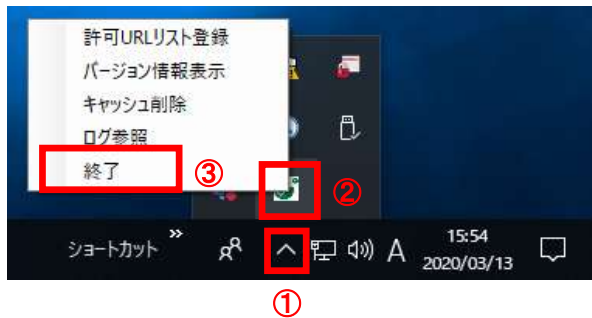 許可URLリスト登録
バージョン情報表示
キャッシュ削除
ログ参照
終了
③
②
ショートカット
»
A
15:54
2020/03/13
①